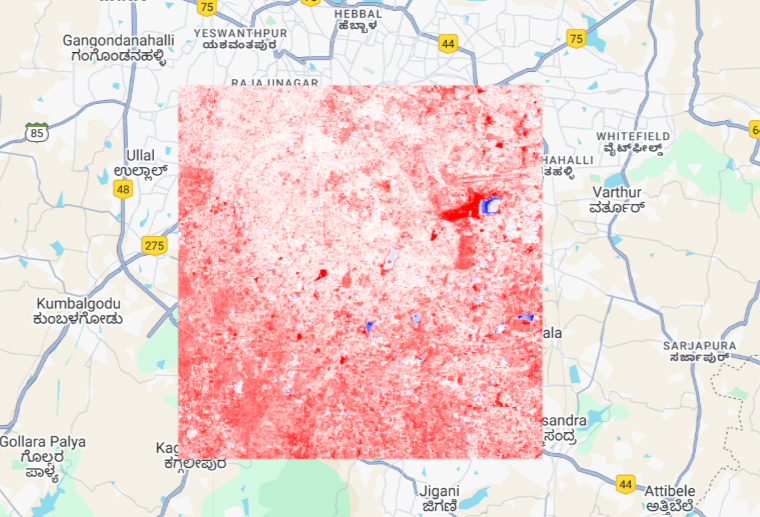 75
HEBBAL
ಹೆಬ್ಬಾಳ
YESWANTHPUR
ಯಶವಂತಪುರ
Gangondanahalli
ಗಂಗೊಂಡನಹಳ್ಳಿ
44
75
RAJAJINAGAR
85
64
WHITEFIELD
ವೈಟ್‌ಫೀಲ್ಡ್
Ullal
ಉಲ್ಲಾಳ್
HAHALLI
ತಹಳ್ಳಿ
48
Varthur
ವರ್ತೂರ್
275
Kumbalgodu
ಕುಂಬಳಗೋಡು
ala
SARJAPURA
ಸರ್ಜಾಪುರ್
sandra
ಸಂದ್ರ
Gollara Palya
ಗೊಲ್ಲರ
ಪಾಳ್ಯ
Kag
ಕಗ್ಗಲೀಪುರ
44
Jigani
ಜಿಗಣಿ
Attibele
ಅತ್ತಿಬೆಲೆ